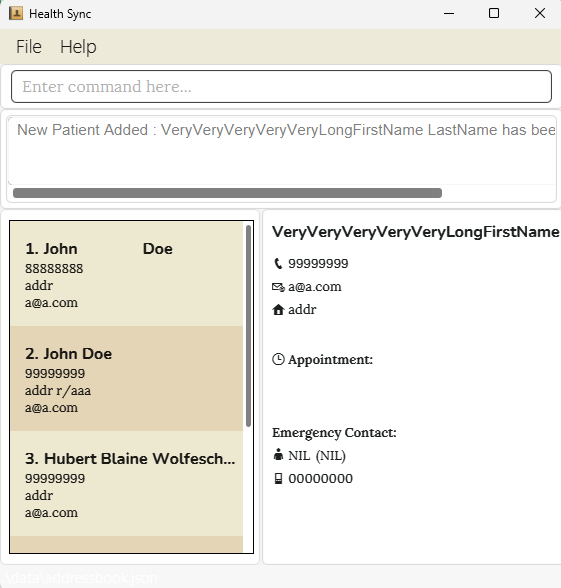 Health Sync
File Help
Enter command here...
New Patient Added : VeryVeryVeryVeryVeryLongFirstName LastName has bee
1. John Doe
88888888
addr
a@a.com
2. John Doe
99999999
addr r/aaa
a@a.com
3. Hubert Blaine Wolfesch...
99999999
addr
a@a.com
VeryVeryVeryVeryVeryLongFirstName
99999999
a@a.com
addr
Appointment:
Emergency Contact:
NIL (NIL)
00000000
.\data\addressbook.json